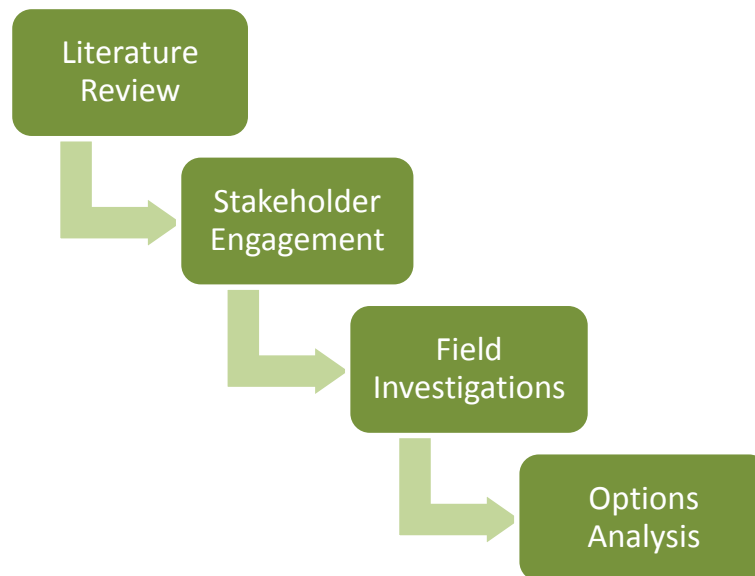 Literature
Review
Stakeholder
Engagement
Field
Investigations
Options
Analysis